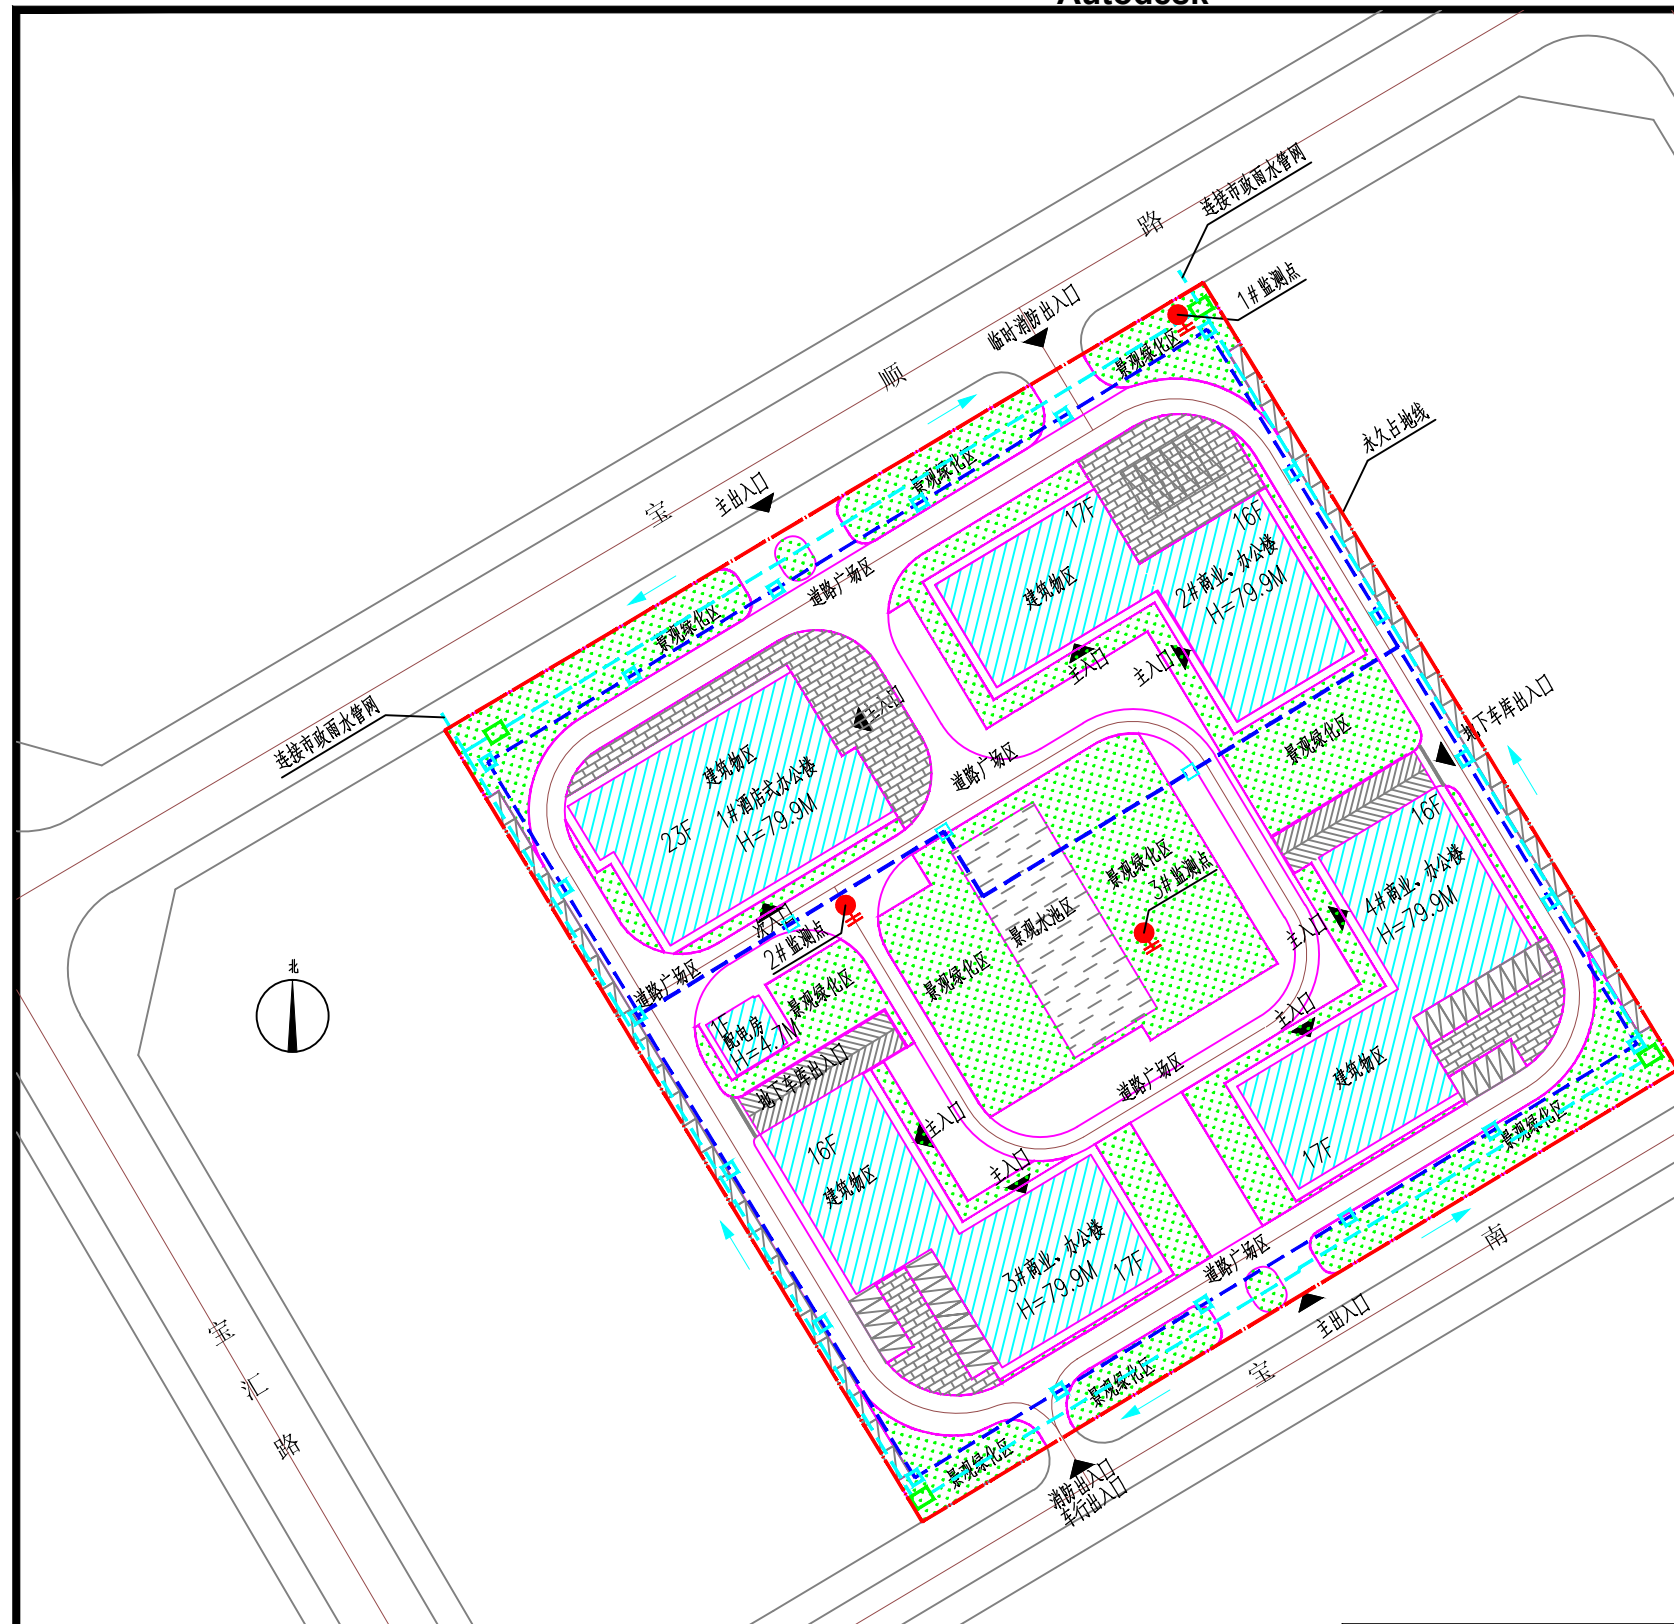 Autodesk
连接市政雨水管网
路
1#监测点
临时消防出入口
景观绿化区
顺
永久占地线
景观绿化区
主出入口
宝
17F
16F
2#商业、办公楼
H=79.9M
建筑物区
道路广场区
景观绿化区
主入口
主入口
地下车库出入口
连接市政雨水管网
主入口
景观绿化区
建筑物区
1#酒店式办公楼
H=79.9M
23F
道路广场区
16F
景观绿化区
3#监测点
4#商业、办公楼
H=79.9M
次入口
2#监测点
景观水池区
主入口
北
道路广场区
景观绿化区
景观绿化区
主入口
1F
配电房
H=4.7M
地下车库出入口
道路广场区
建筑物区
主入口
景观绿化区
16F
建筑物区
主入口
17F
3#商业、办公楼
H=79.9M
17F
道路广场区
南
主出入口
宝
景观绿化区
宝
汇
路
景观绿化区
消防出入口
车行出入口